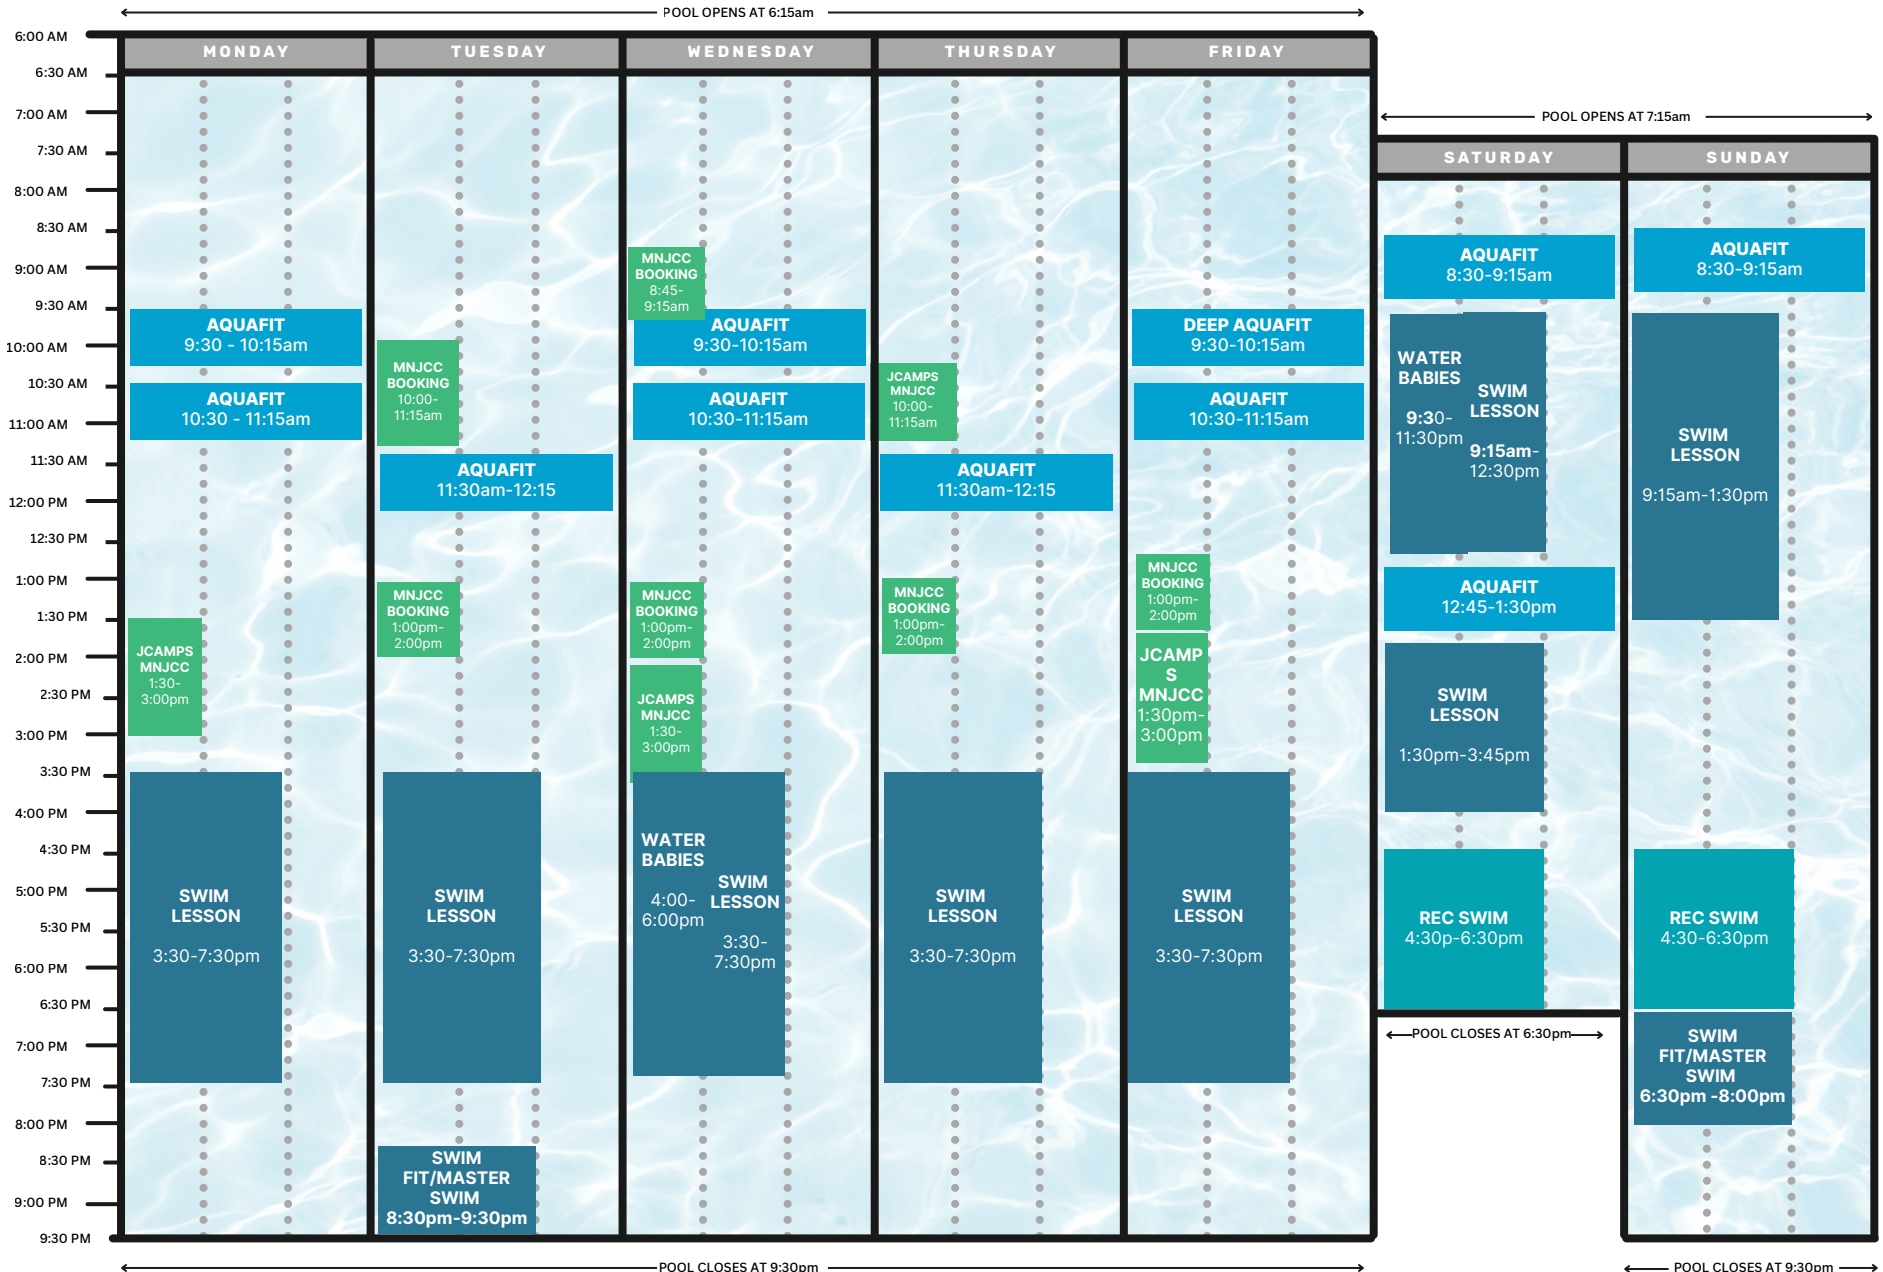 POOL OPENS AT 6:15am
6:00 AM
6:30 AM
7:00 AM
7:30 AM
8:00 AM
8:30 AM
9:00 AM
9:30 AM
10:00 AM
10:30 AM
11:00 AM
11:30 AM
12:00 PM
12:30 PM
1:00 PM
1:30 PM
2:00 PM
2:30 PM
3:00 PM
3:30 PM
4:00 PM
4:30 PM
5:00 PM
5:30 PM
6:00 PM
6:30 PM
7:00 PM
7:30 PM
8:00 PM
8:30 PM
9:00 PM
9:30 PM
MONDAY
AQUAFIT
9:30 - 10:15am
AQUAFIT
10:30 - 11:15am
JCAMPS
MNJCC
1:30-
3:00pm
SWIM
LESSON
3:30-7:30pm
TUESDAY
MNJCC
BOOKING
10:00-
11:15am
AQUAFIT
11:30am-12:15
MNJCC
BOOKING
1:00pm-
2:00pm
SWIM
LESSON
3:30-7:30pm
SWIM
FIT/MASTER
SWIM
8:30pm-9:30pm
WEDNESDAY
MNJCC
BOOKING
8:45-
9:15am
AQUAFIT
9:30-10:15am
AQUAFIT
10:30-11:15am
MNJCC
BOOKING
1:00pm-
2:00pm
JCAMPS
MNJCC
1:30-
3:00pm
WATER
BABIES
4:00-
6:00pm
SWIM
LESSON
3:30-
7:30pm
THURSDAY
JCAMPS
MNJCC
10:00-
11:15am
AQUAFIT
11:30am-12:15
MNJCC
BOOKING
1:00pm-
2:00pm
SWIM
LESSON
3:30-7:30pm
FRIDAY
DEEP AQUAFIT
9:30-10:15am
AQUAFIT
10:30-11:15am
MNJCC
BOOKING
1:00pm-
2:00pm
JCAMP
S
MNJCC
1:30pm-
3:00pm
SWIM
LESSON
3:30-7:30pm
POOL OPENS AT 7:15am
SATURDAY
AQUAFIT
8:30-9:15am
WATER
BABIES
9:30-
11:30pm
SWIM
LESSON
9:15am-
12:30pm
AQUAFIT
12:45-1:30pm
SWIM
LESSON
1:30pm-3:45pm
REC SWIM
4:30p-6:30pm
POOL CLOSES AT 6:30pm
SUNDAY
AQUAFIT
8:30-9:15am
SWIM
LESSON
9:15am-1:30pm
REC SWIM
4:30-6:30pm
SWIM
FIT/MASTER
SWIM
6:30pm -8:00pm
POOL CLOSES AT 9:30pm
POOL CLOSES AT 9:30pm